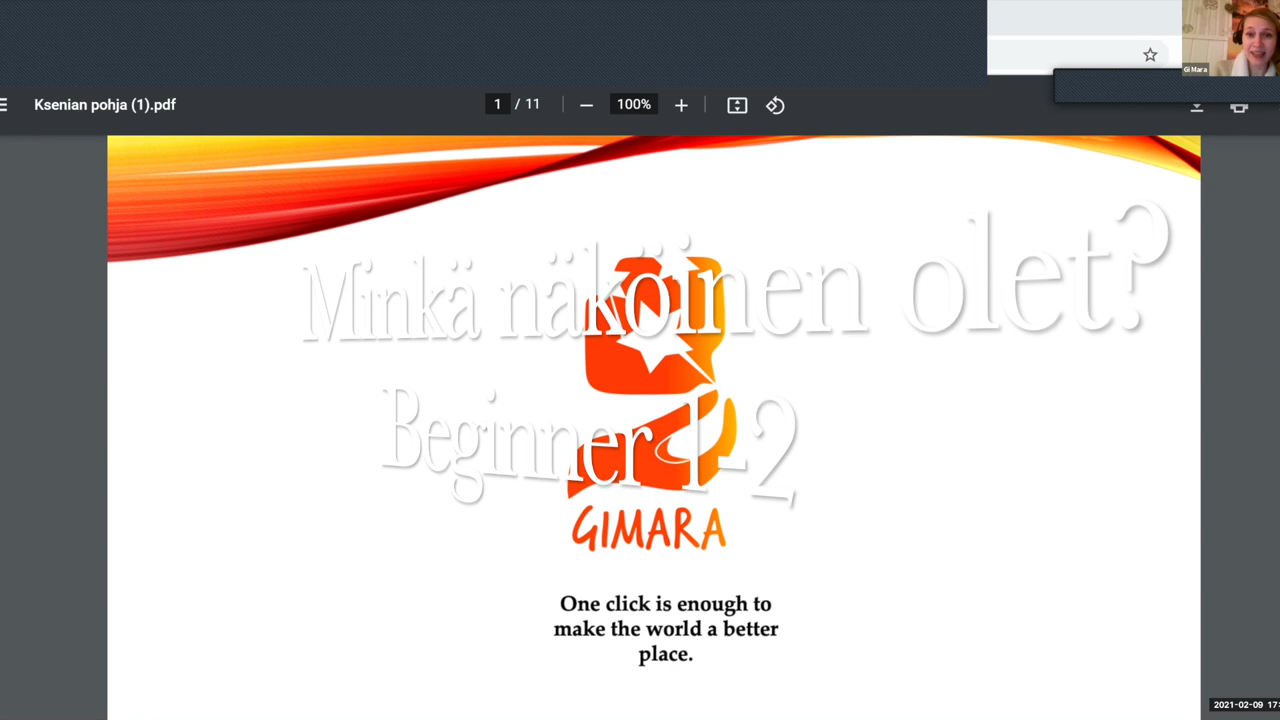 Gi Mara
Ksenian pohja (1).pdf
1 / 11
100%
Minkä näköinen olet?
Beginner 1-2
GIMARA
One click is enough to
make the world a better
place.
2021-02-09 17: